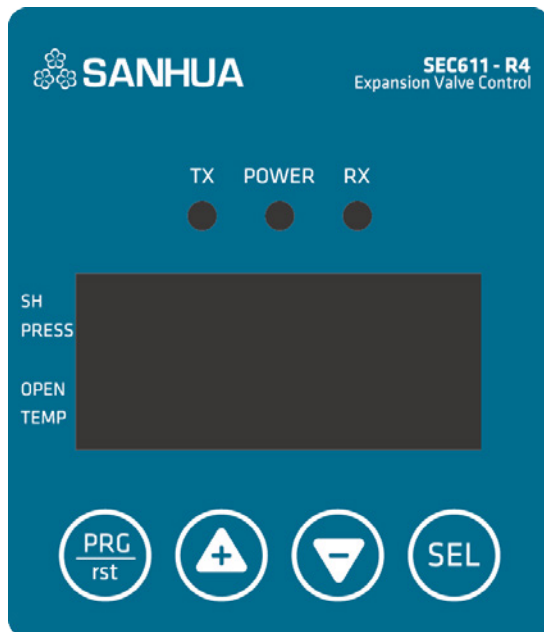 SANHUA
SEC611 - R4
Expansion Valve Control
TX POWER RX
SH
PRESS
OPEN
TEMP
PRG
rst
+
-
SEL